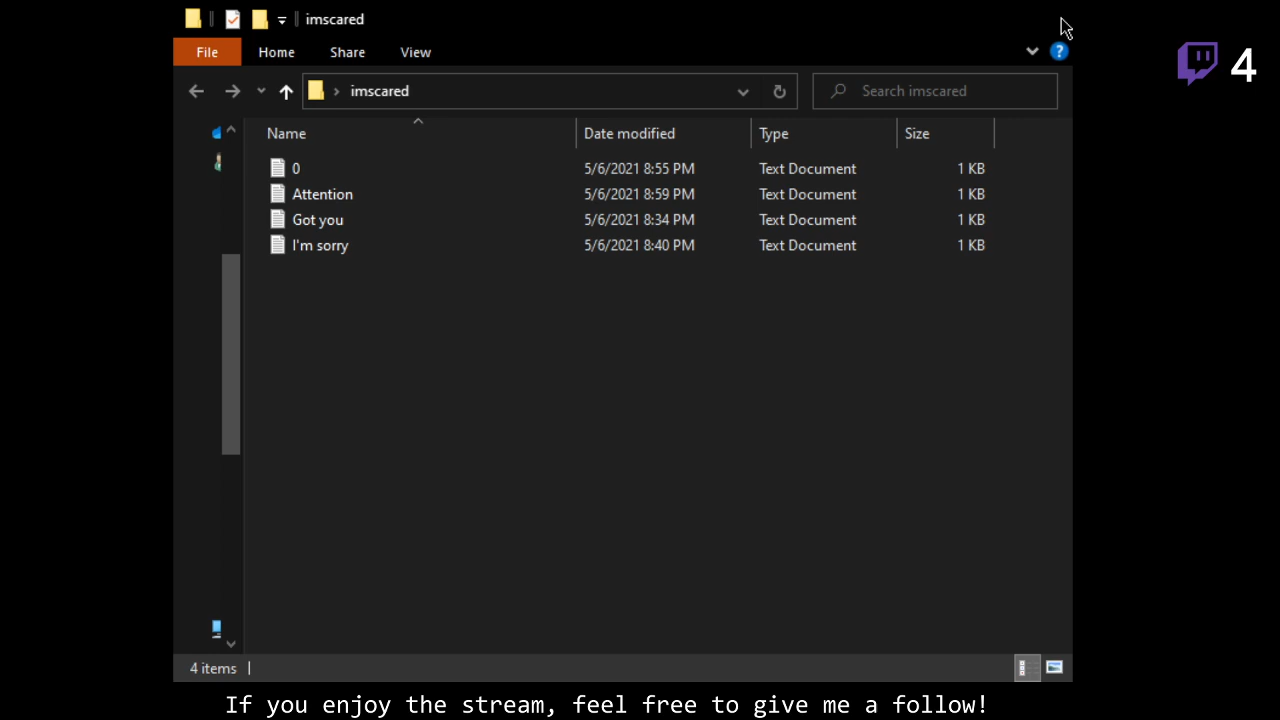 imscared
File Home Share View
4
imscared Search imscared
Name Date modified Type Size
0 5/6/2021 8:55 PM Text Document 1 KB
Attention 5/6/2021 8:59 PM Text Document 1 KB
Got you 5/6/2021 8:34 PM Text Document 1 KB
I'm sorry 5/6/2021 8:40 PM Text Document 1 KB
4 items
If you enjoy the stream, feel free to give me a follow!